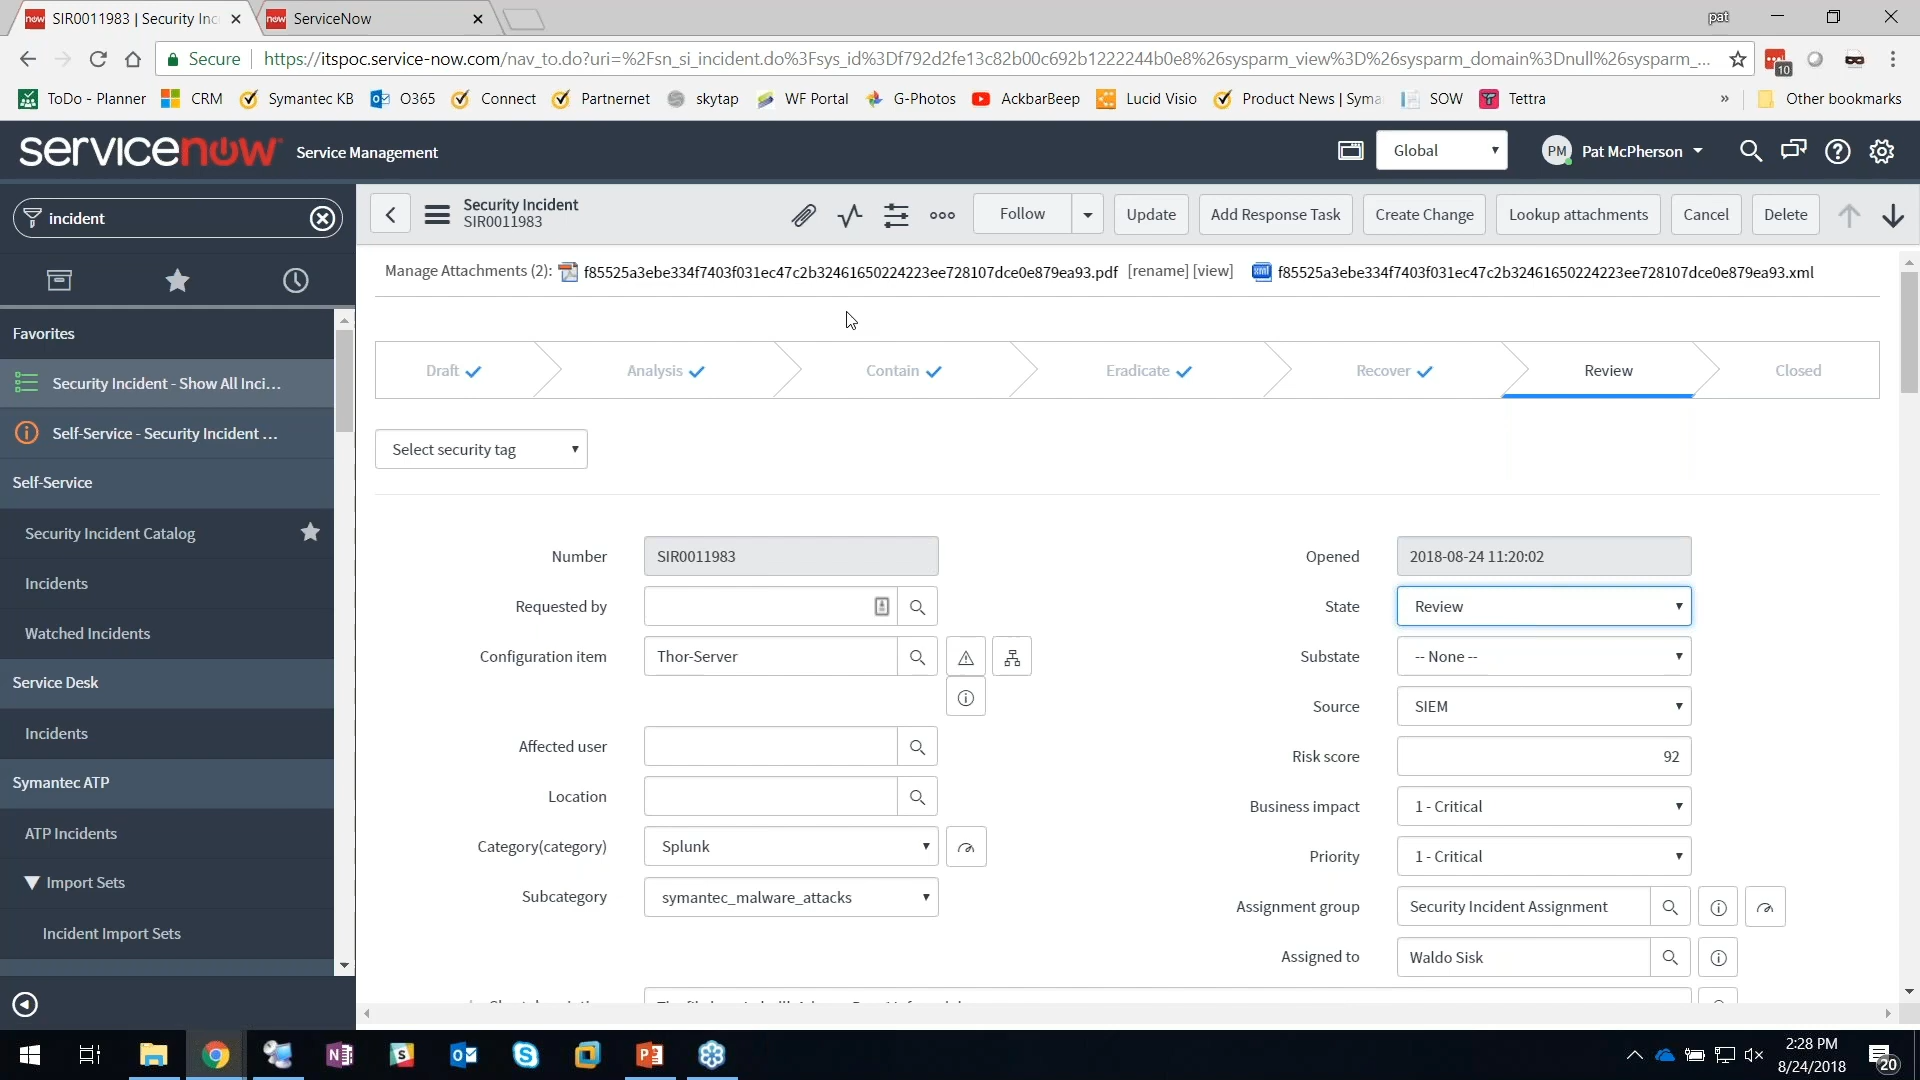 SIR0011983 | Security Inc
ServiceNow
pat
Secure
https://itspoc.service-now.com/nav_to.do?uri=%2Fsn_si_incident.do%3Fsys_id%3Df792d2fe13c82b00c692b1222244b0e8%26sysparm_view%3D%26sysparm_domain%3Dnull%26sysparm_...
10
ToDo - Planner
CRM
Symantec KB
O365
Connect
Partnernet
skytap
WF Portal
G-Photos
AckbarBeep
Lucid Visio
Product News | Syma
SOW
Tettra
»
Other bookmarks
servicenow
Service Management
Global
PM
Pat McPherson
incident
Security Incident
SIR0011983
Follow
Update
Add Response Task
Create Change
Lookup attachments
Cancel
Delete
Manage Attachments (2):
f85525a3ebe334f7403f031ec47c2b32461650224223ee728107dce0e879ea93.pdf
[rename] [view]
f85525a3ebe334f7403f031ec47c2b32461650224223ee728107dce0e879ea93.xml
Favorites
Security Incident - Show All Inci...
Self-Service - Security Incident ...
Self-Service
Security Incident Catalog
Incidents
Watched Incidents
Service Desk
Incidents
Symantec ATP
ATP Incidents
Import Sets
Incident Import Sets
Draft
Analysis
Contain
Eradicate
Recover
Review
Closed
Select security tag
Number
SIR0011983
Requested by
Configuration item
Thor-Server
Affected user
Location
Category(category)
Splunk
Subcategory
symantec_malware_attacks
Opened
2018-08-24 11:20:02
State
Review
Substate
-- None --
Source
SIEM
Risk score
92
Business impact
1 - Critical
Priority
1 - Critical
Assignment group
Security Incident Assignment
Assigned to
Waldo Sisk
2:28 PM
8/24/2018
20